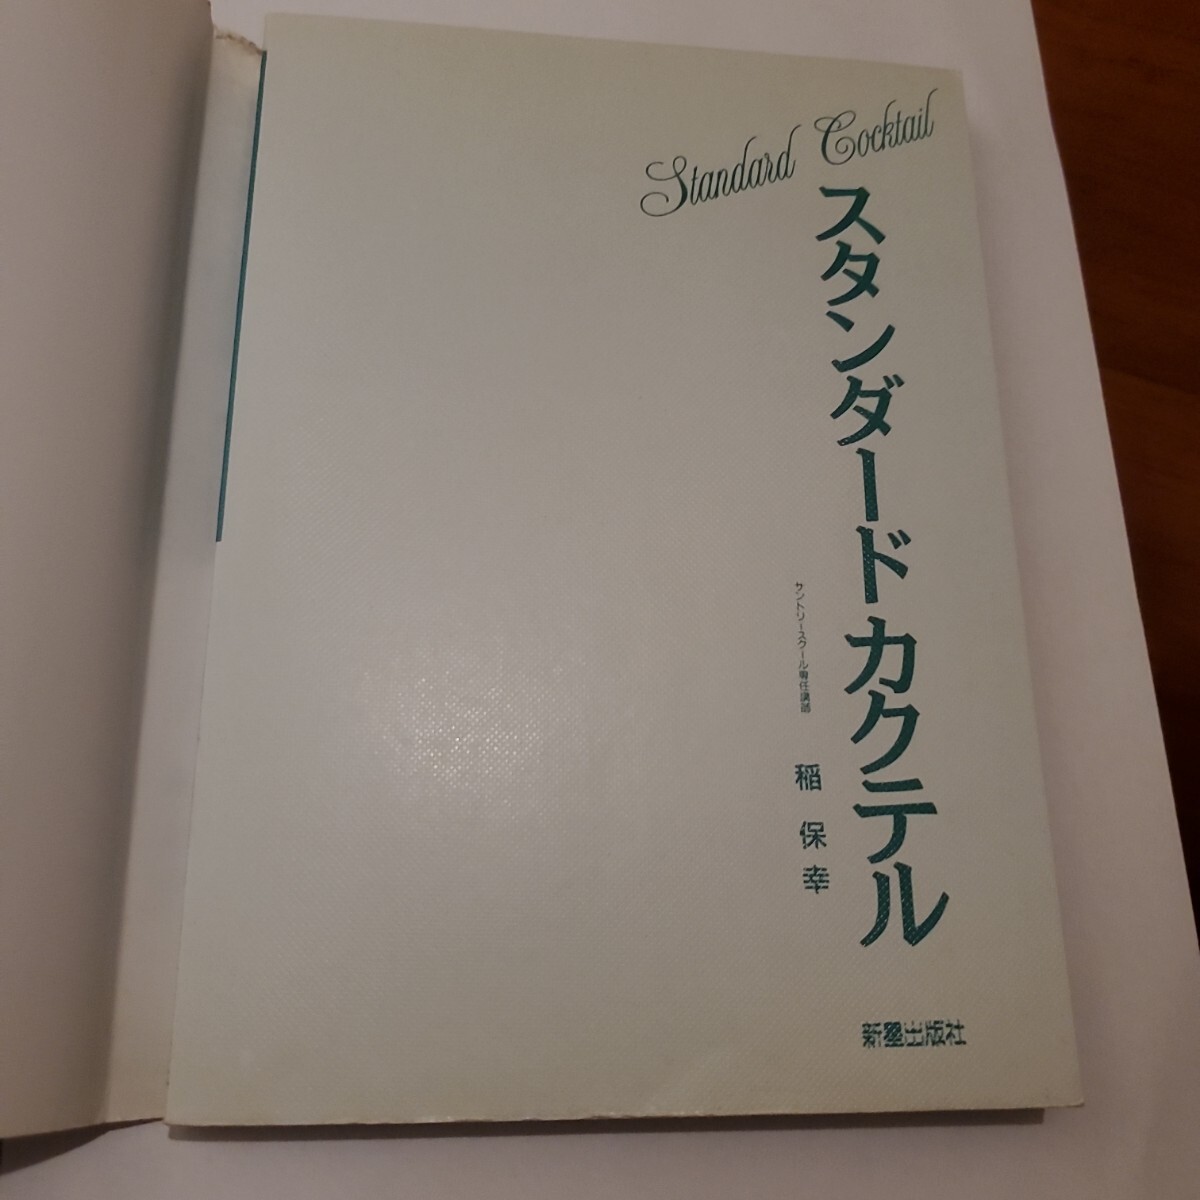 Standard Cocktail
スタンダード カクテル
サントリースクール専任講師
稲 保 幸
新星出版社